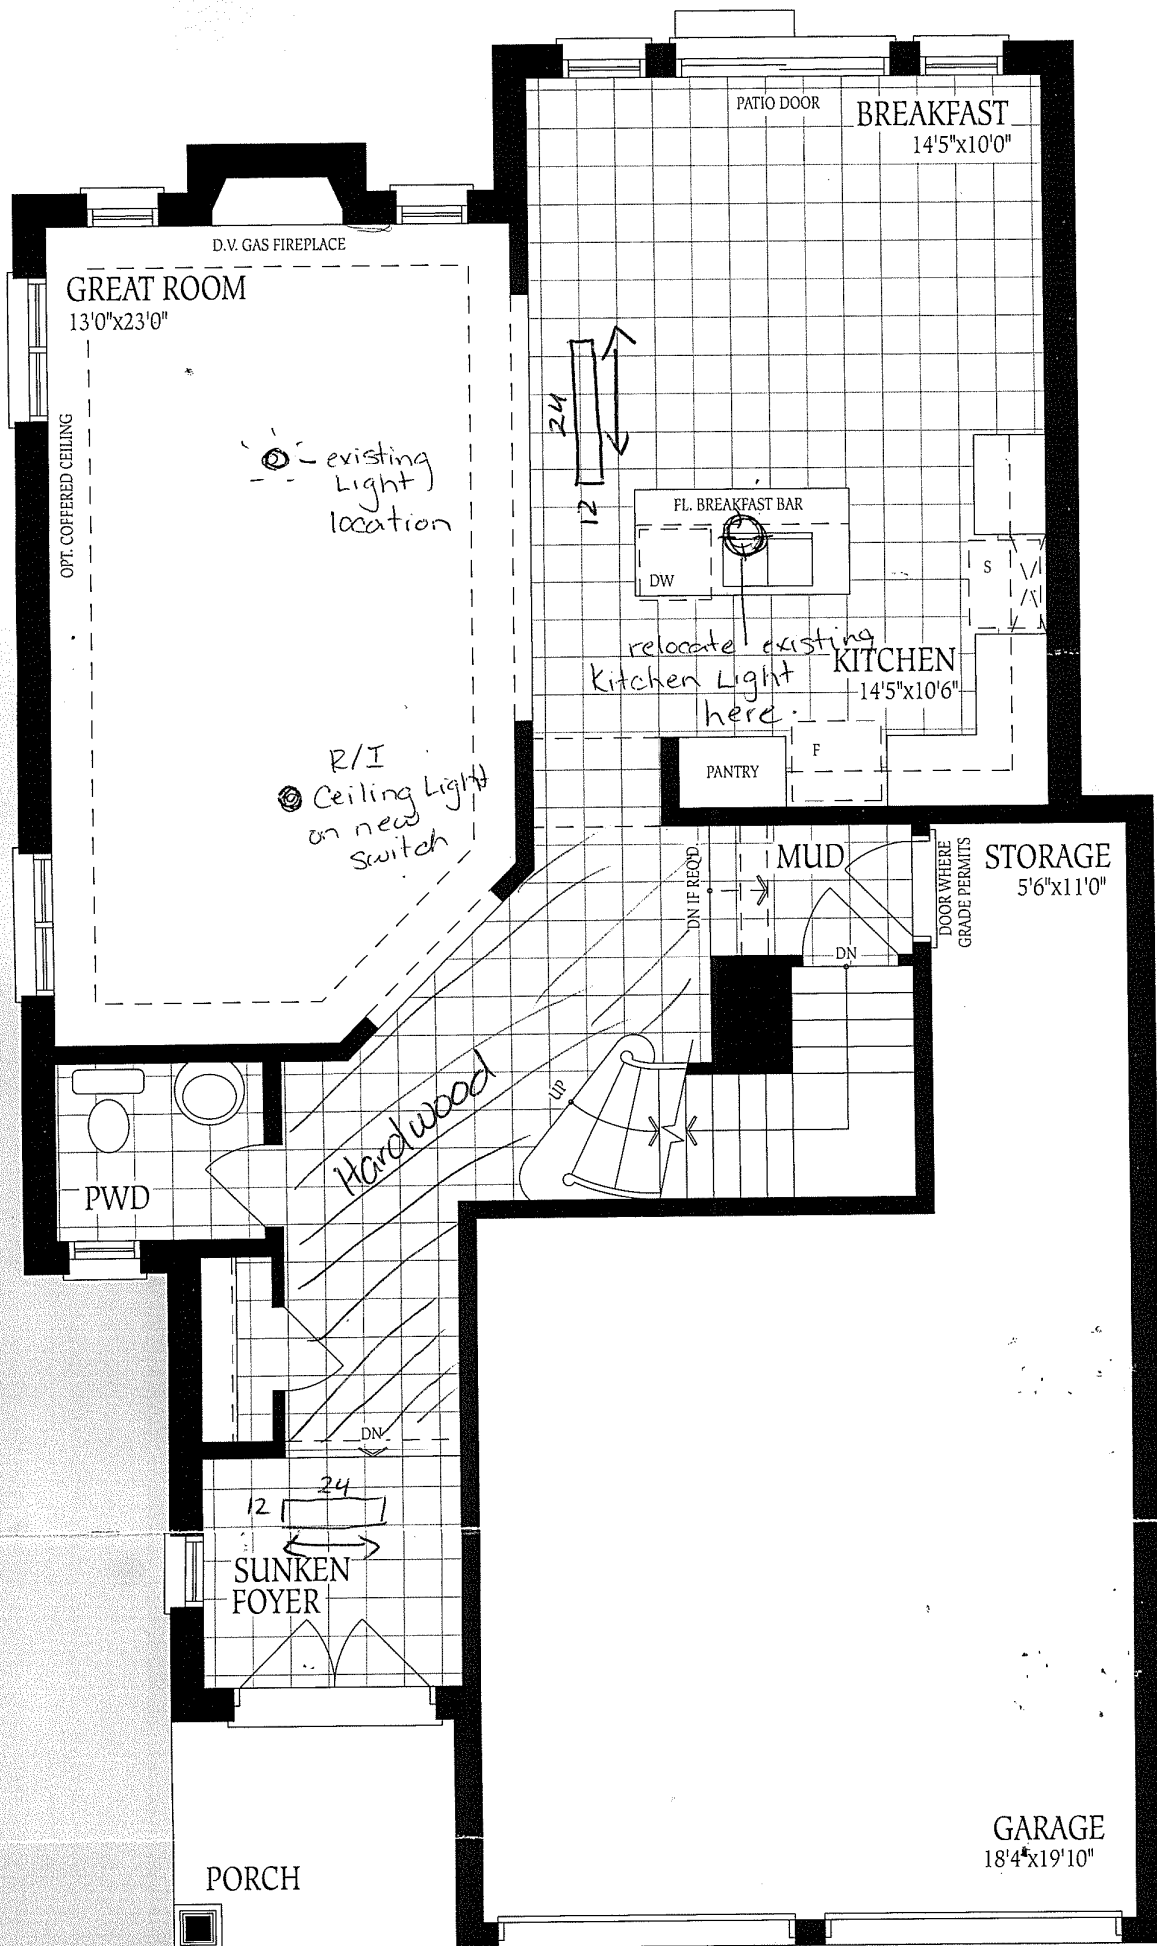 PATIO DOOR
BREAKFAST
14'5"x10'0"
D.V. GAS FIREPLACE
GREAT ROOM
13'0"x23'0"
OPT. COFFERED CEILING
existing
Light
location
24
12
FL. BREAKFAST BAR
DW
S
relocate existing
Kitchen Light
here.
KITCHEN
14'5"x10'6"
F
PANTRY
R/I
Ceiling Light
on new
Switch
MUD
DN IF REQ'D.
DOOR WHERE
GRADE PERMITS
STORAGE
5'6"x11'0"
DN
UP
Hardwood
PWD
DN
24
12
SUNKEN
FOYER
PORCH
GARAGE
18'4"x19'10"